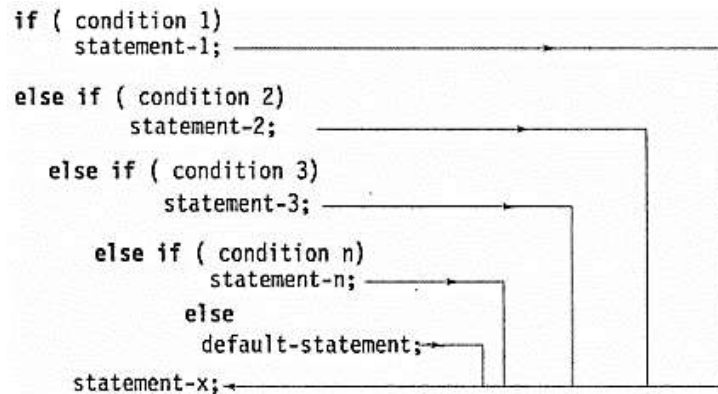 if ( condition 1)
statement-1;
else if ( condition 2)
statement-2;
else if ( condition 3)
statement-3;
else if ( condition n)
statement-n;
else
default-statement;
statement-x;